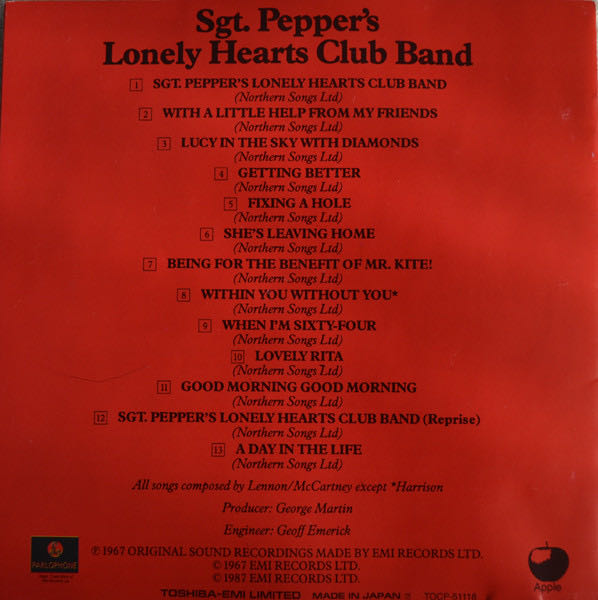 Sgt. Pepper's
Lonely Hearts Club Band
1 SGT. PEPPER'S LONELY HEARTS CLUB BAND
(Northern Songs Ltd)
2 WITH A LITTLE HELP FROM MY FRIENDS
(Northern Songs Ltd)
3 LUCY IN THE SKY WITH DIAMONDS
(Northern Songs Ltd)
4 GETTING BETTER
(Northern Songs Ltd)
5 FIXING A HOLE
(Northern Songs Ltd)
6 SHE'S LEAVING HOME
(Northern Songs Ltd)
7 BEING FOR THE BENEFIT OF MR. KITE!
(Northern Songs Ltd)
8 WITHIN YOU WITHOUT YOU*
(Northern Songs Ltd)
9 WHEN I'M SIXTY-FOUR
(Northern Songs Ltd)
10 LOVELY RITA
(Northern Songs Ltd)
11 GOOD MORNING GOOD MORNING
(Northern Songs Ltd)
12 SGT. PEPPER'S LONELY HEARTS CLUB BAND (Reprise)
(Northern Songs Ltd)
13 A DAY IN THE LIFE
(Northern Songs Ltd)
All songs composed by Lennon/McCartney except *Harrison
Producer: George Martin
Engineer: Geoff Emerick
℗ 1967 ORIGINAL SOUND RECORDINGS MADE BY EMI RECORDS LTD.
© 1967 EMI RECORDS LTD.
© 1987 EMI RECORDS LTD.
PARLOPHONE
Apple
TOSHIBA-EMI LIMITED MADE IN JAPAN TOCP-51118